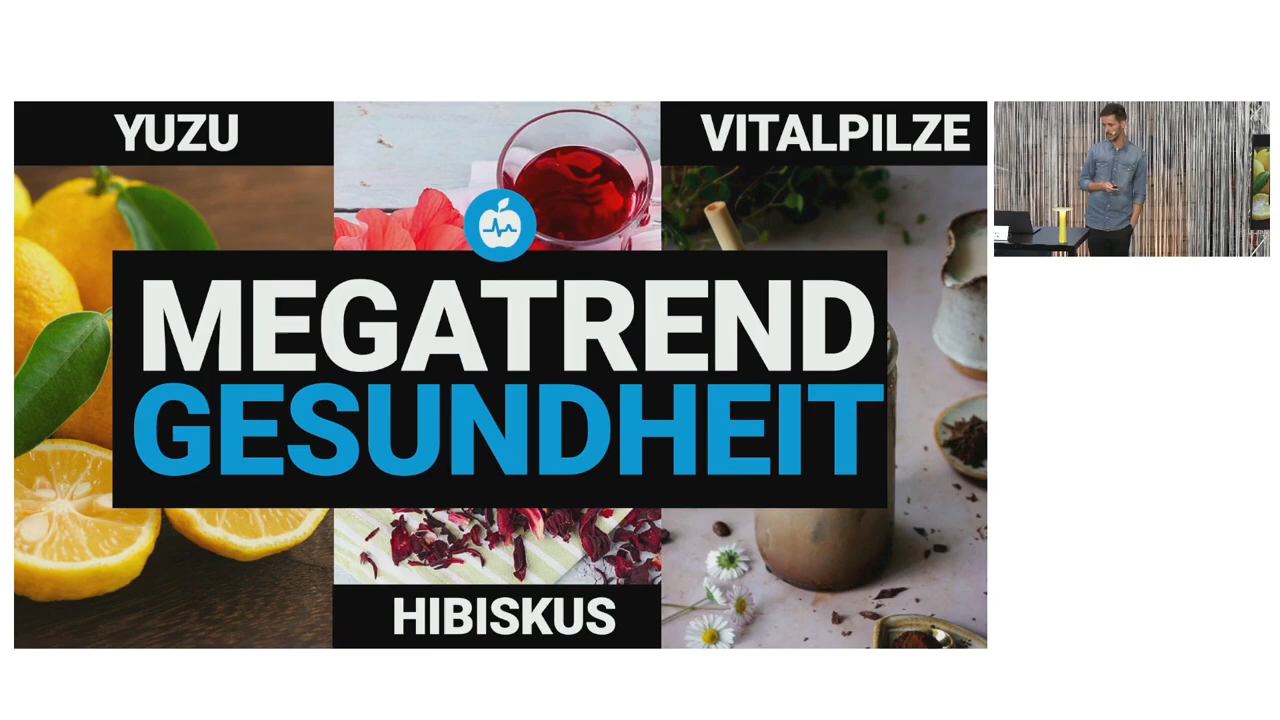 YUZU
VITALPILZE
MEGATREND
GESUNDHEIT
HIBISKUS